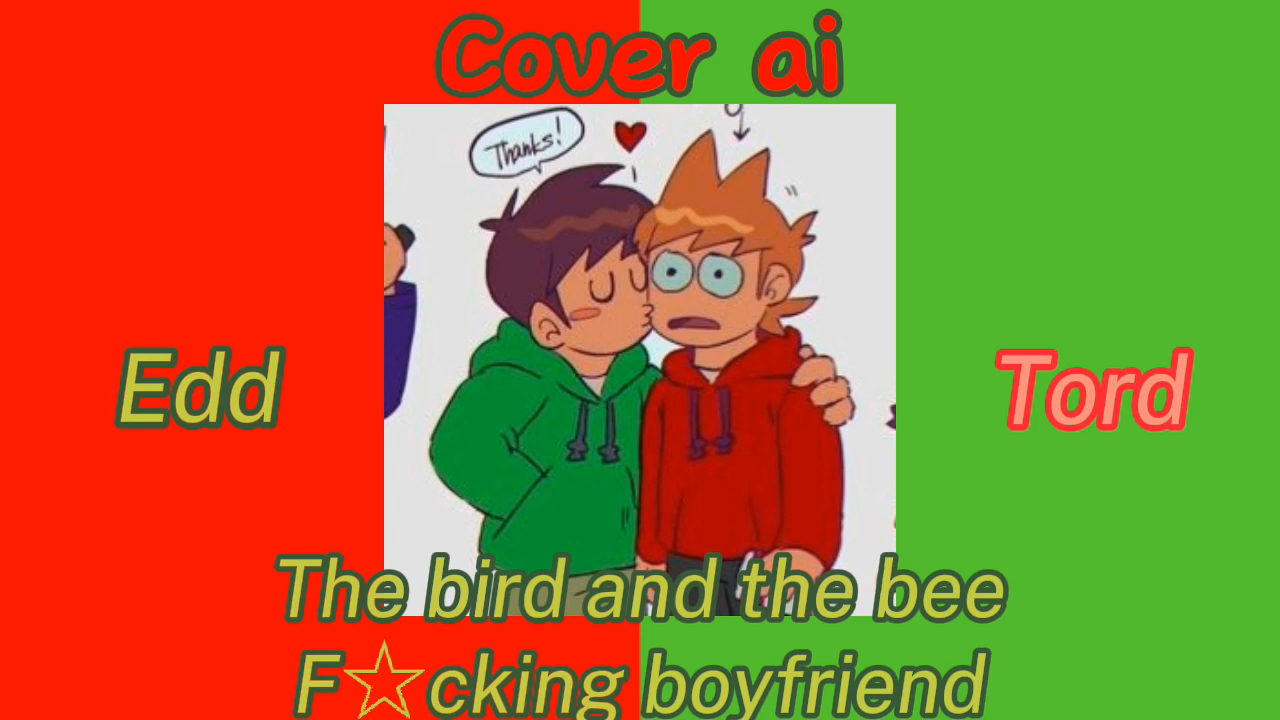 Cover ai
Thanks!
Edd
Tord
The bird and the bee
F☆cking boyfriend